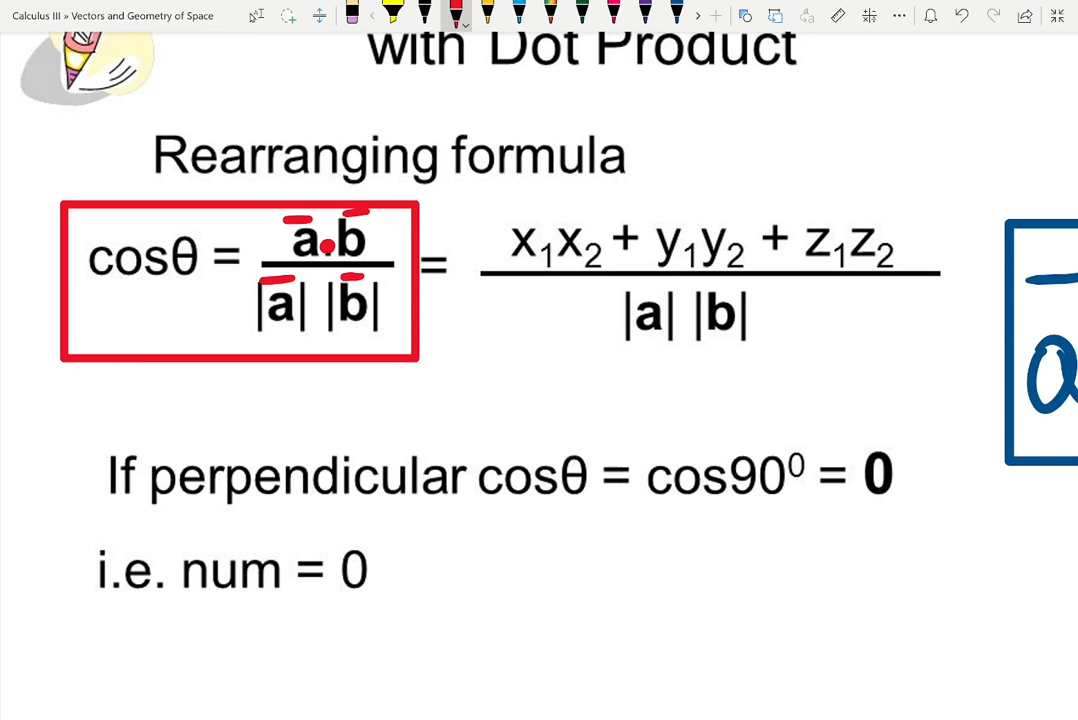 Calculus III » Vectors and Geometry of Space
with Dot Product
Rearranging formula
cosθ = a.b / |a| |b| = x₁x₂ + y₁y₂ + z₁z₂ / |a| |b|
a
If perpendicular cosθ = cos90⁰ = 0
i.e. num = 0